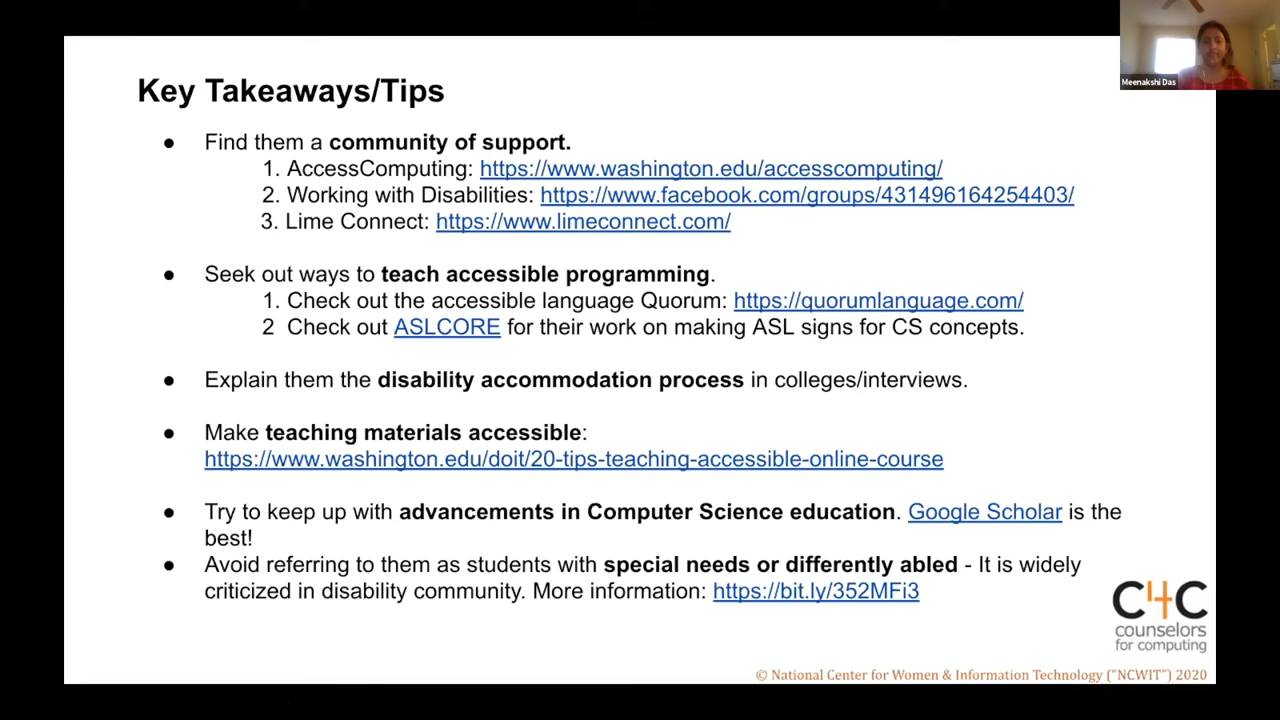 Meenakshi Das
Key Takeaways/Tips
● Find them a community of support.
1. AccessComputing: https://www.washington.edu/accesscomputing/
2. Working with Disabilities: https://www.facebook.com/groups/431496164254403/
3. Lime Connect: https://www.limeconnect.com/
● Seek out ways to teach accessible programming.
1. Check out the accessible language Quorum: https://quorumlanguage.com/
2 Check out ASLCORE for their work on making ASL signs for CS concepts.
● Explain them the disability accommodation process in colleges/interviews.
● Make teaching materials accessible:
https://www.washington.edu/doit/20-tips-teaching-accessible-online-course
● Try to keep up with advancements in Computer Science education. Google Scholar is the
best!
● Avoid referring to them as students with special needs or differently abled - It is widely
criticized in disability community. More information: https://bit.ly/352MFi3
C4C
counselors
for computing
© National Center for Women & Information Technology ("NCWIT") 2020